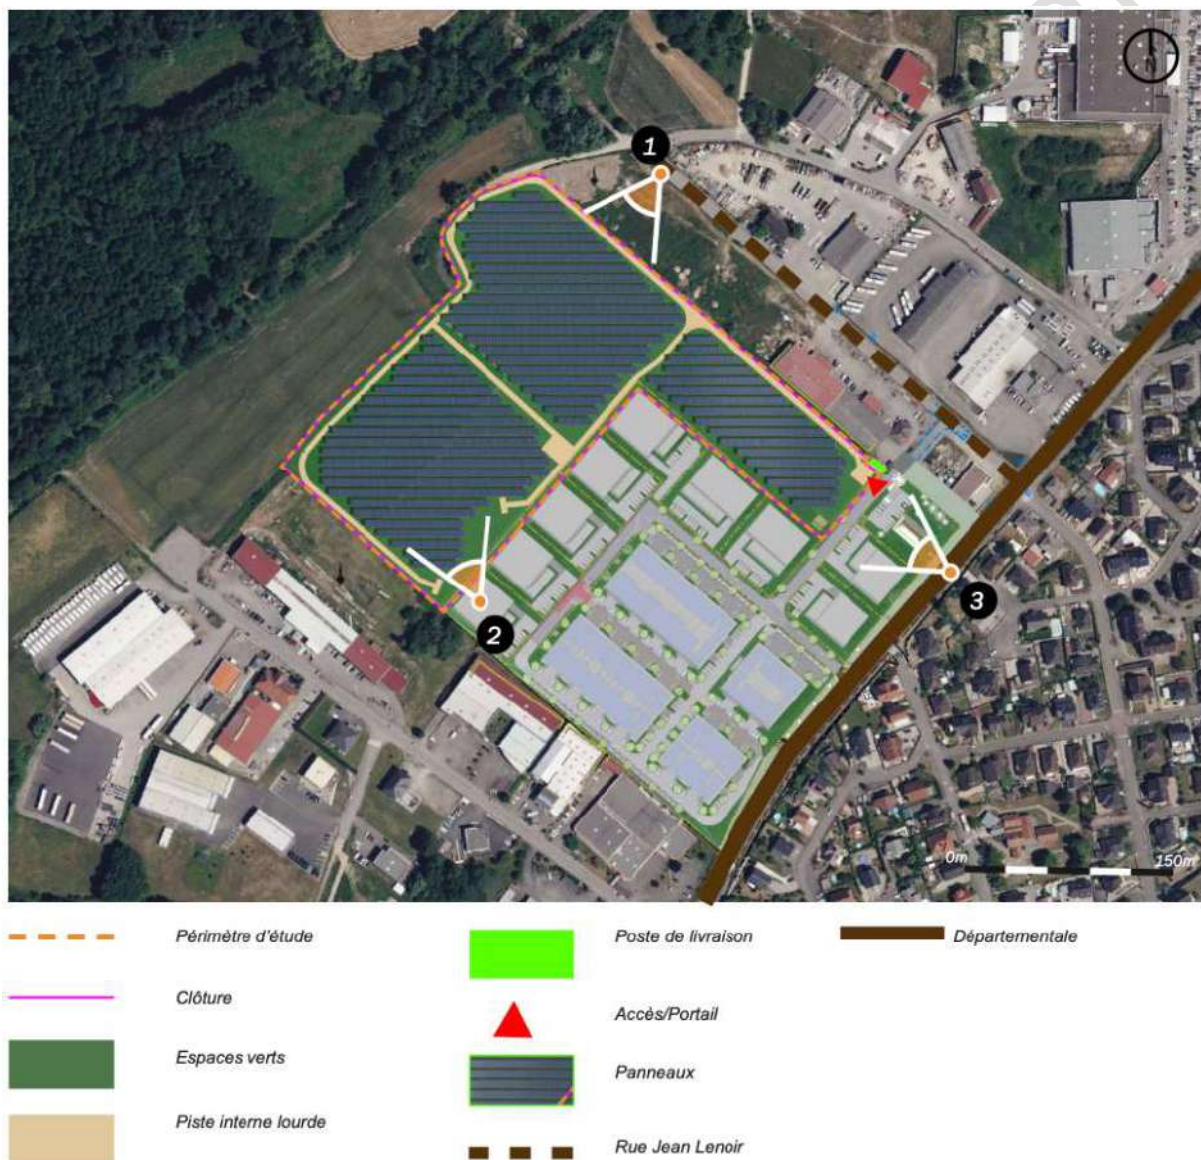 1
2
3
0m
150m
Périmètre d'étude
Clôture
Espaces verts
Piste interne lourde
Poste de livraison
Accès/Portail
Panneaux
Rue Jean Lenoir
Départementale